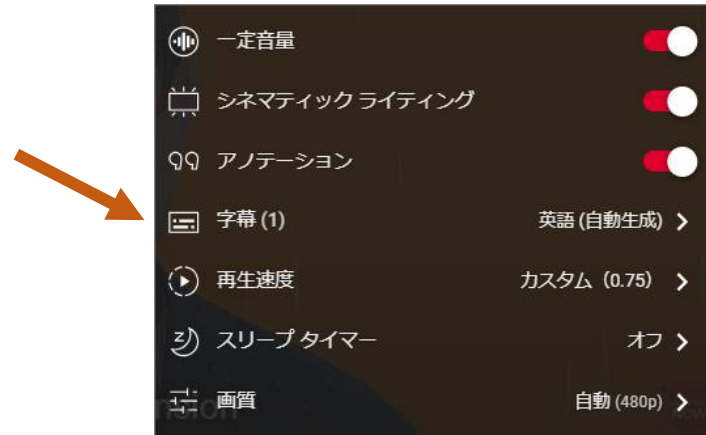 一定音量
シネマティック ライティング
アノテーション
字幕 (1) 英語 (自動生成)
再生速度 カスタム（0.75）
スリープ タイマー オフ
画質 自動 (480p)